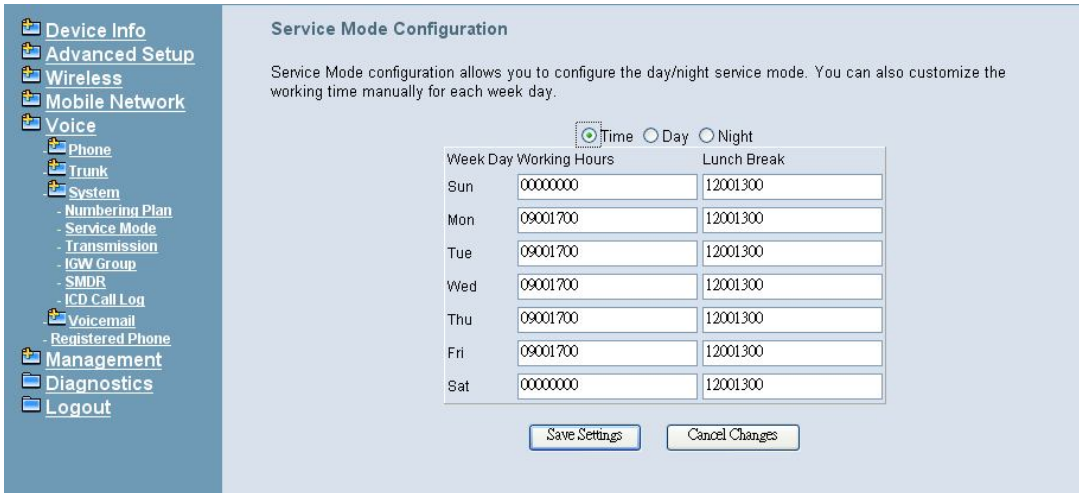 Device Info
Advanced Setup
Wireless
Mobile Network
Voice
Phone
Trunk
System
- Numbering Plan
- Service Mode
- Transmission
- IGW Group
- SMDR
- ICD Call Log
Voicemail
- Registered Phone
Management
Diagnostics
Logout
Service Mode Configuration
Service Mode configuration allows you to configure the day/night service mode. You can also customize the
working time manually for each week day.
Time Day Night
Week Day Working Hours Lunch Break
Sun 00000000 12001300
Mon 09001700 12001300
Tue 09001700 12001300
Wed 09001700 12001300
Thu 09001700 12001300
Fri 09001700 12001300
Sat 00000000 12001300
Save Settings Cancel Changes